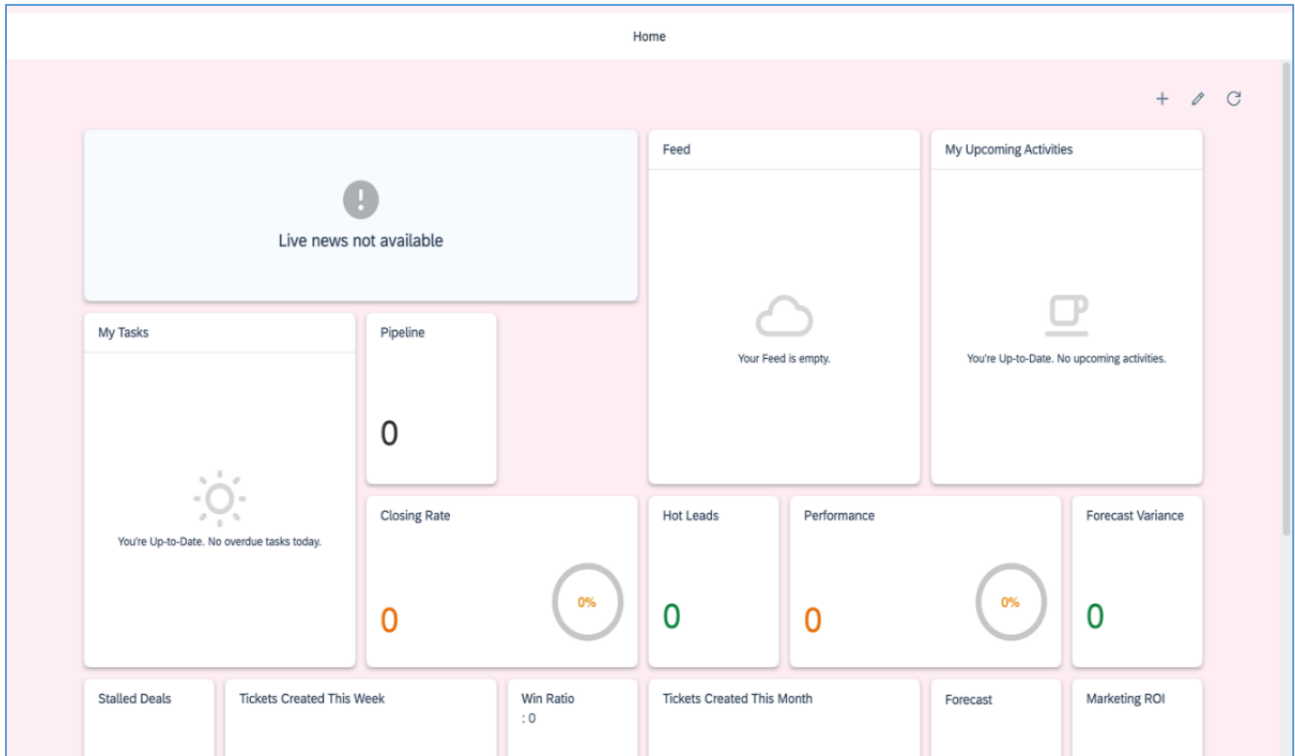 Home
Live news not available
Feed
Your Feed is empty.
My Upcoming Activities
You're Up-to-Date. No upcoming activities.
My Tasks
You're Up-to-Date. No overdue tasks today.
Pipeline
0
Closing Rate
0
0%
Hot Leads
0
Performance
0
0%
Forecast Variance
0
Stalled Deals
Tickets Created This Week
Win Ratio
: 0
Tickets Created This Month
Forecast
Marketing ROI